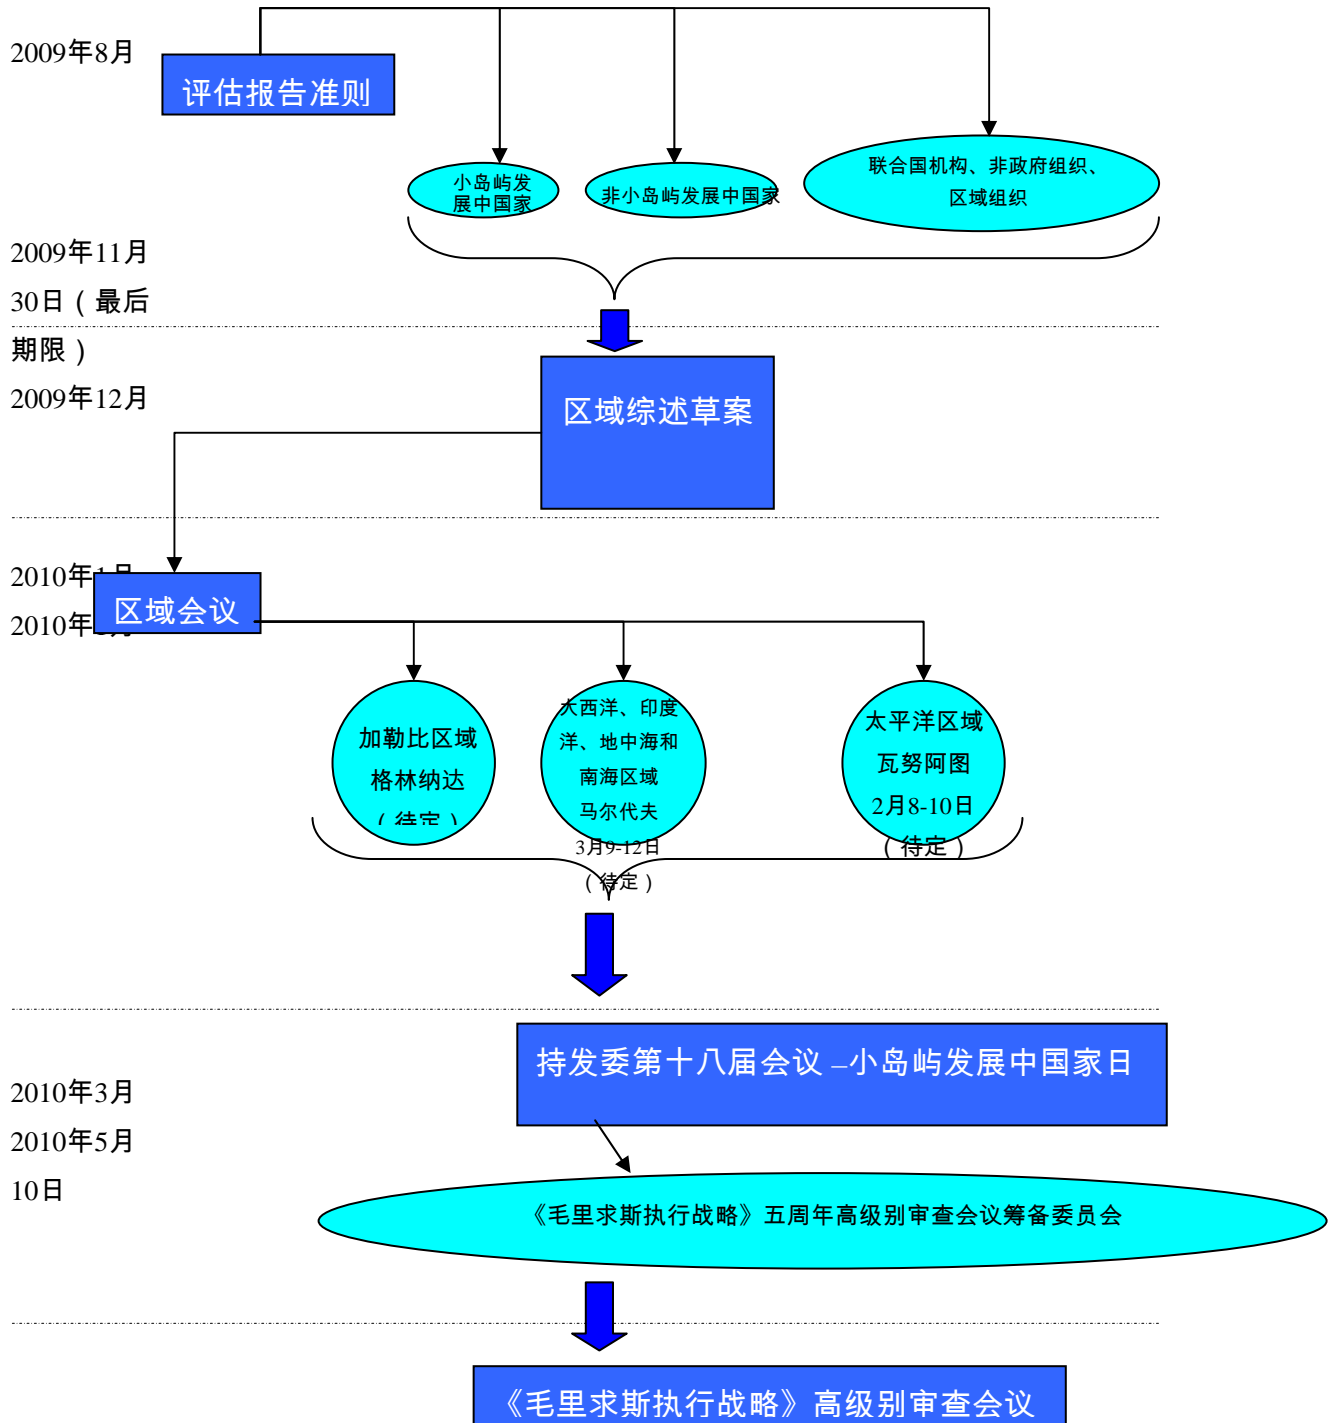 2009年8月
评估报告准则
小岛屿发
展中国家
非小岛屿发展中国家
联合国机构、非政府组织、
区域组织
2009年11月
30日（最后
期限）
2009年12月
区域综述草案
2010年1月
2010年
区域会议
加勒比区域
格林纳达
（待定）
大西洋、印度
洋、地中海和
南海区域
马尔代夫
3月9-12日
（待定）
太平洋区域
瓦努阿图
2月8-10日
（待定）
持发委第十八届会议 –小岛屿发展中国家日
2010年3月
2010年5月
10日
《毛里求斯执行战略》五周年高级别审查会议筹备委员会
《毛里求斯执行战略》高级别审查会议